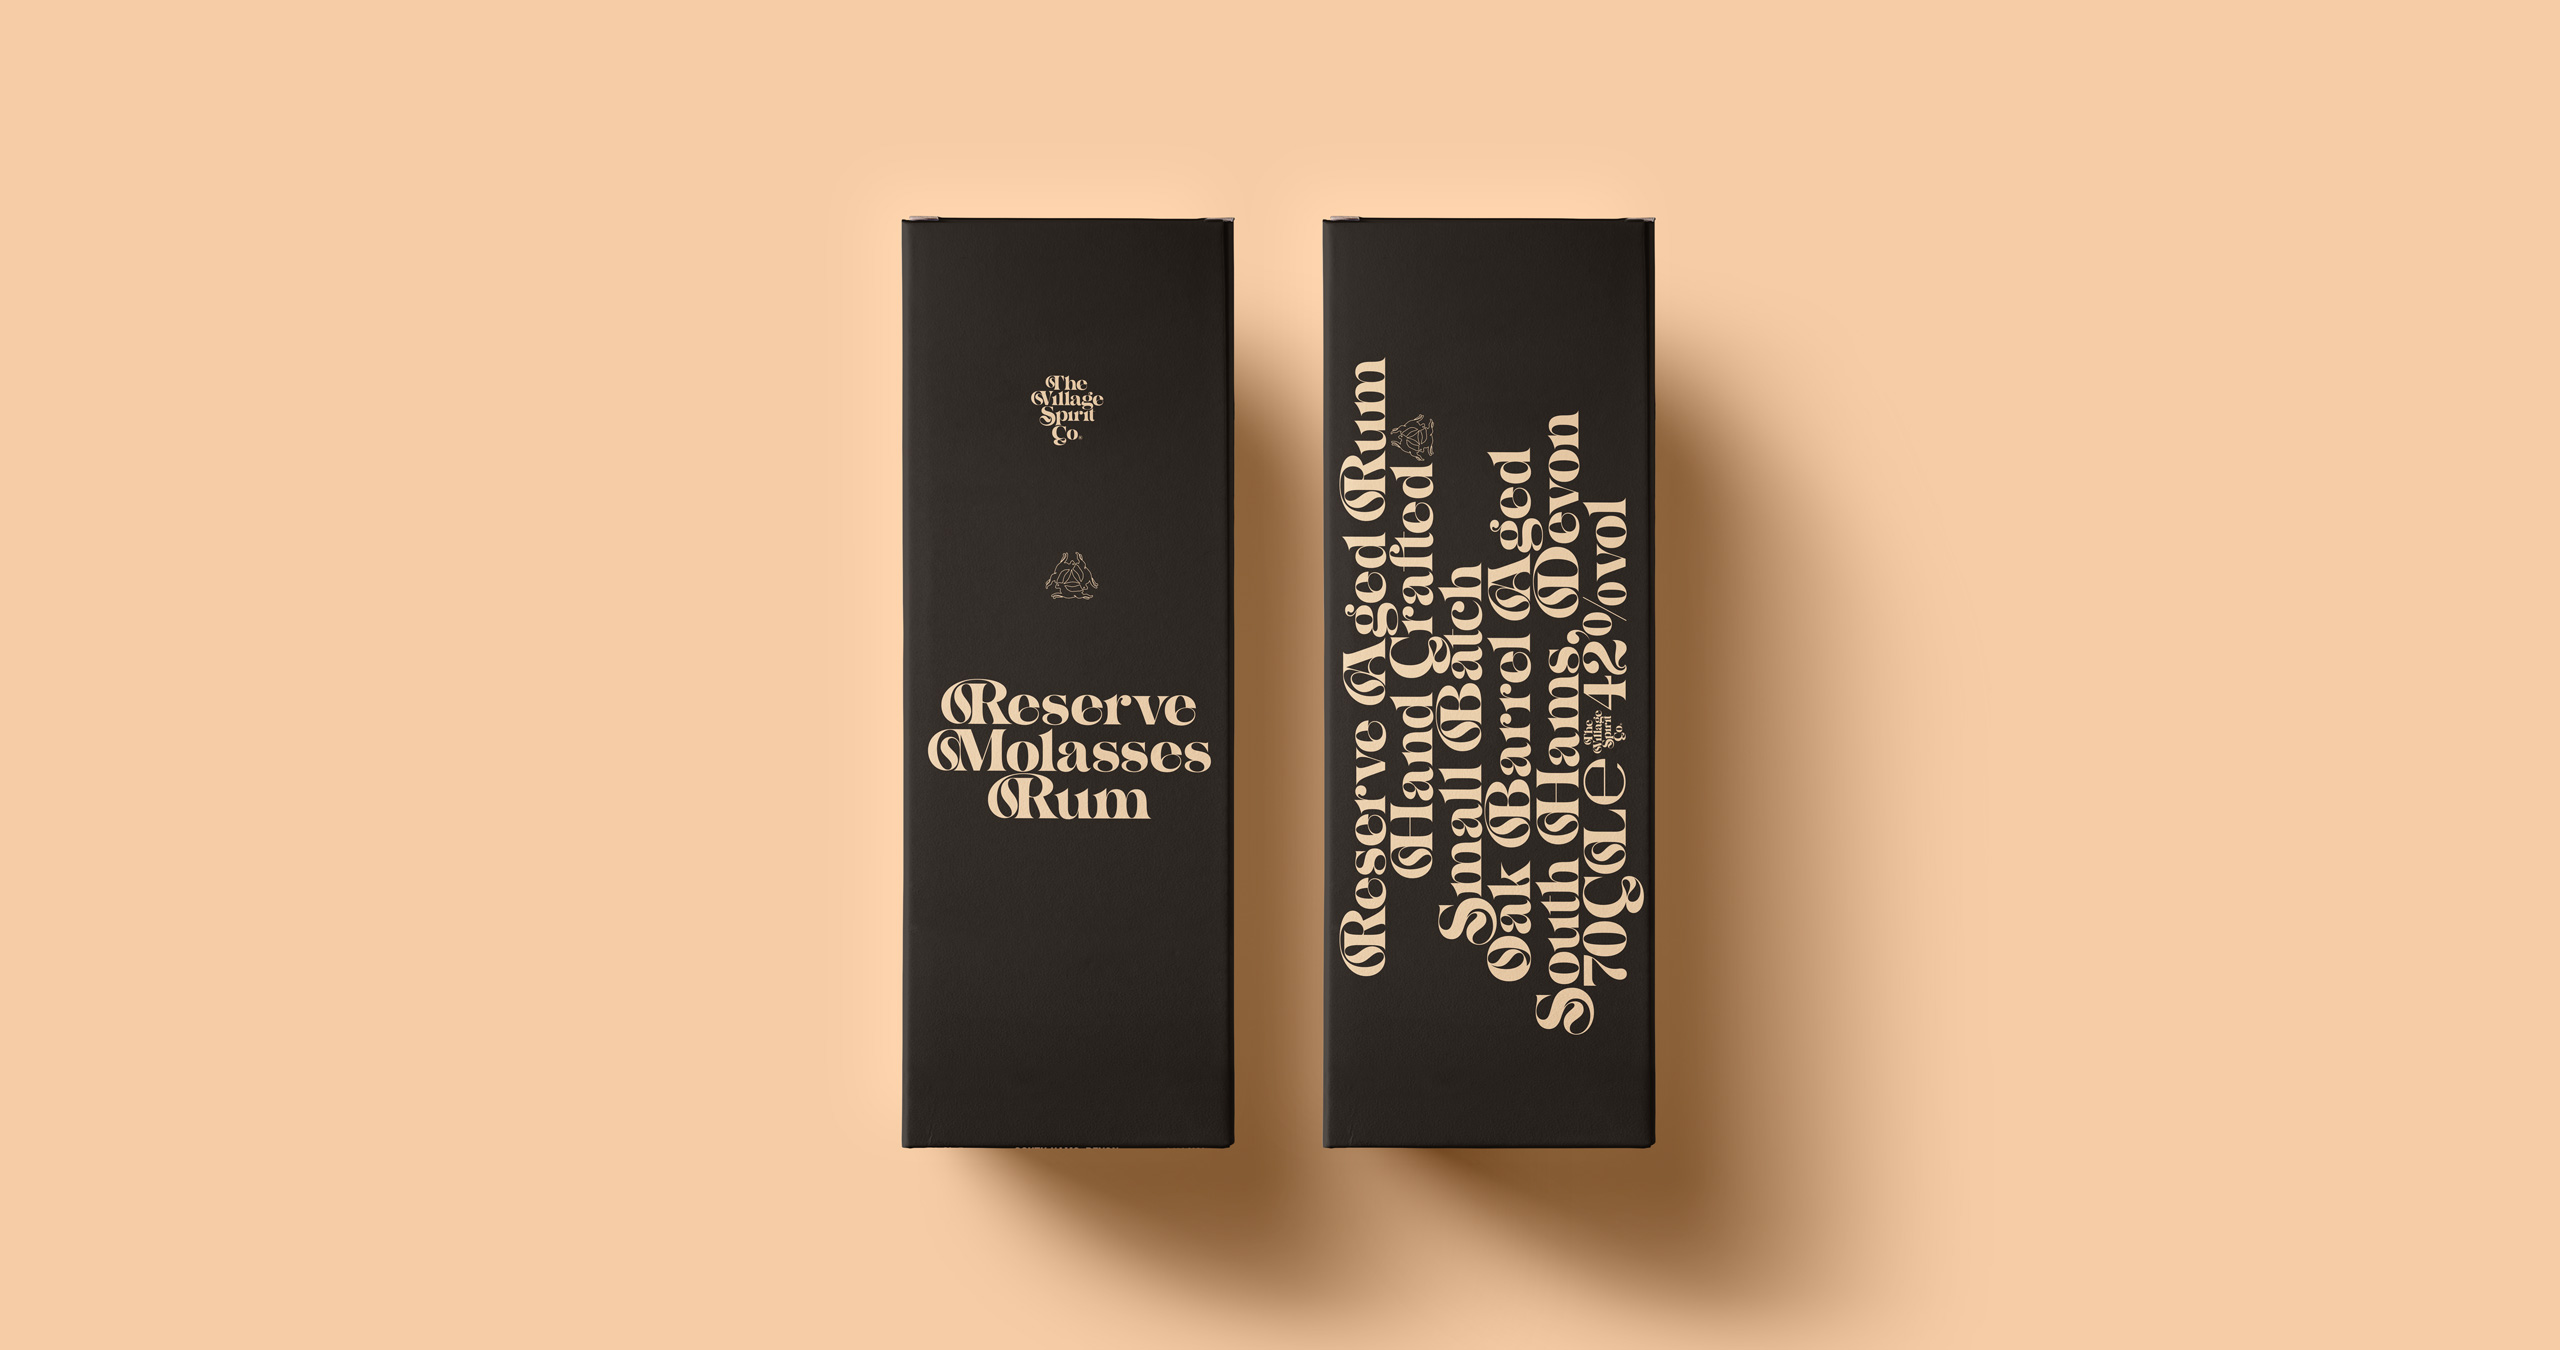 The
Village
Spirit
Co.
Reserve
Molasses
Rum
Reserve Aged Rum
Hand Crafted
Small Batch
Oak Barrel Aged
South Hams, Devon
70CLE The Village Spirit Co. 42%vol